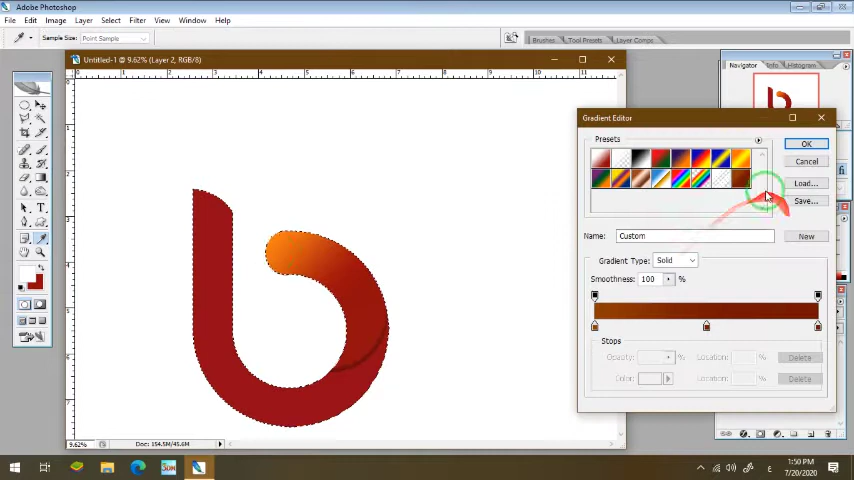 Adobe Photoshop
File Edit Image Layer Select Filter View Window Help
Sample Size: Point Sample
Brushes Tool Presets Layer Comps
Untitled-1 @ 9.62% (Layer 2, RGB/8)
Navigator Info Histogram
Gradient Editor
Presets
OK
Cancel
Load...
Save...
Name: Custom New
Gradient Type: Solid
Smoothness: 100 %
Stops
Opacity: % Location: % Delete
Color: Location: % Delete
9.62% Doc: 154.5M/45.6M
1:50 PM
7/20/2020